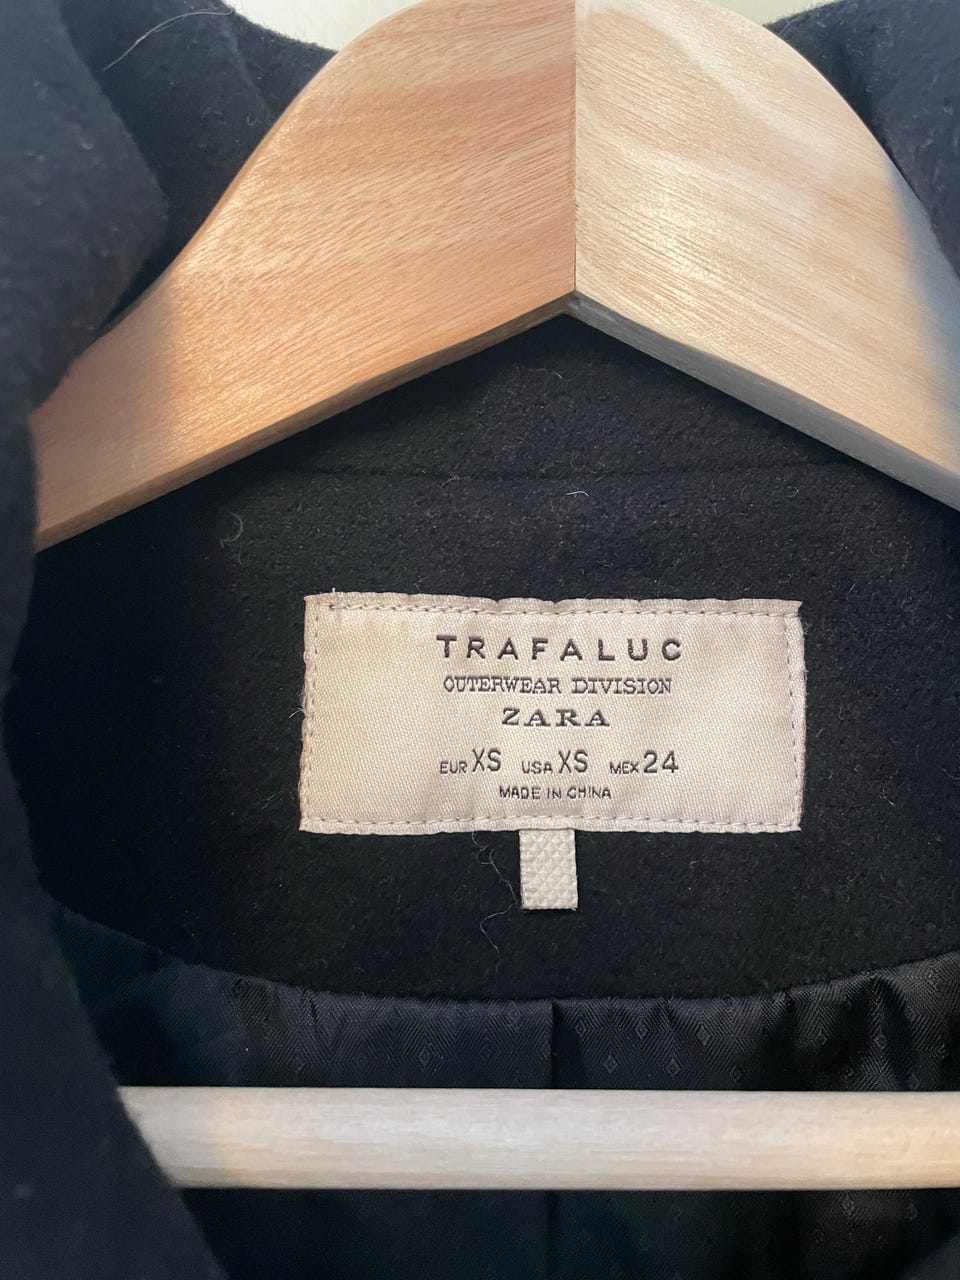 TRAFALUC
OUTERWEAR DIVISION
ZARA
EUR XS USA XS MEX 24
MADE IN CHINA